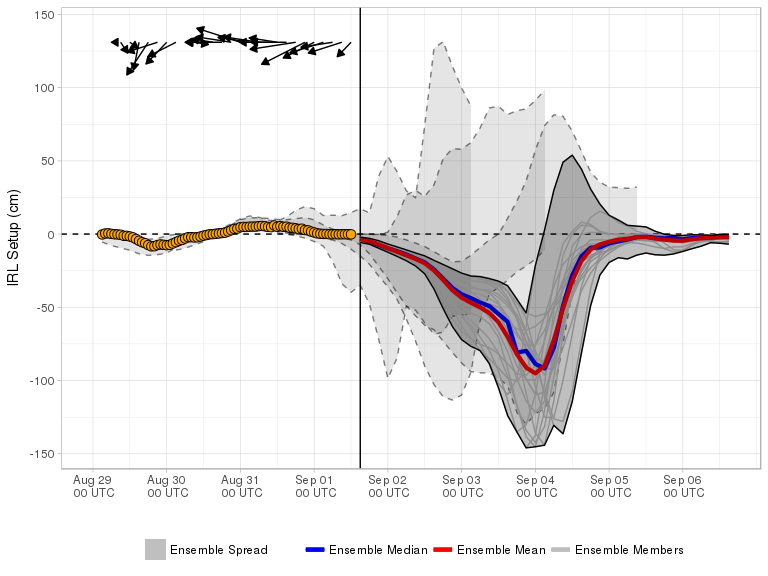 150
100
50
0
-50
-100
-150
IRL Setup (cm)
Aug 29 Aug 30 Aug 31 Sep 01 Sep 02 Sep 03 Sep 04 Sep 05 Sep 06
00 UTC 00 UTC 00 UTC 00 UTC 00 UTC 00 UTC 00 UTC 00 UTC 00 UTC
Ensemble Spread Ensemble Median Ensemble Mean Ensemble Members